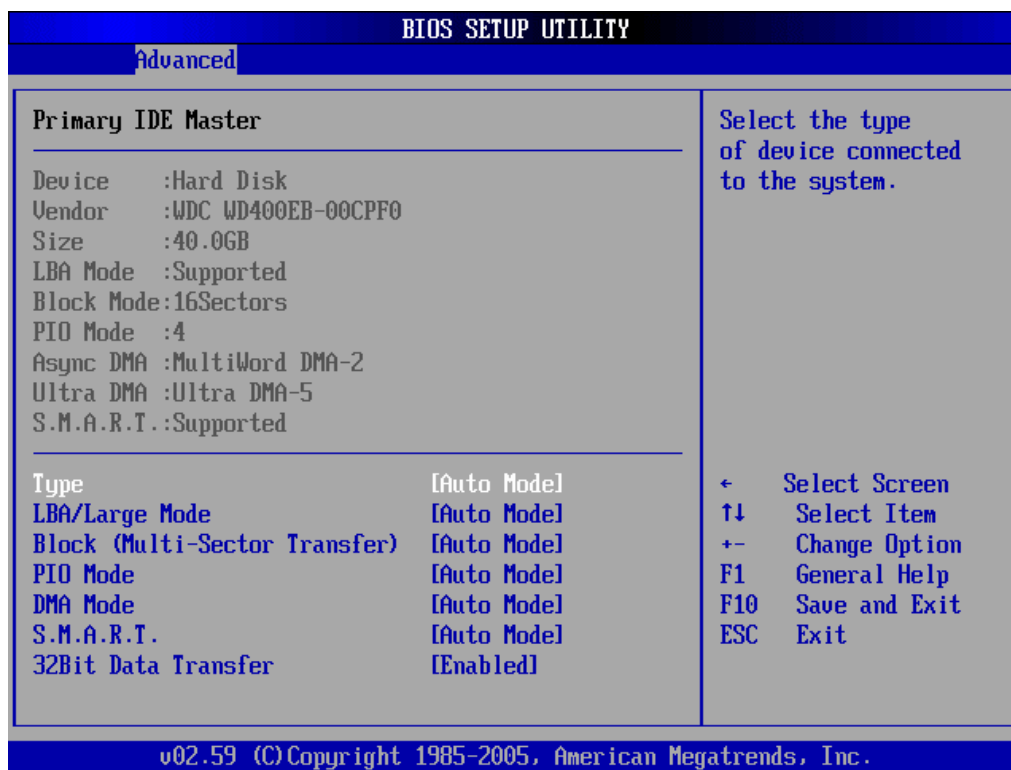 BIOS SETUP UTILITY
Advanced
Primary IDE Master
Device :Hard Disk
Vendor :WDC WD400EB-00CPF0
Size :40.0GB
LBA Mode :Supported
Block Mode:16Sectors
PIO Mode :4
Async DMA :MultiWord DMA-2
Ultra DMA :Ultra DMA-5
S.M.A.R.T.:Supported
Type [Auto Mode]
LBA/Large Mode [Auto Mode]
Block (Multi-Sector Transfer) [Auto Mode]
PIO Mode [Auto Mode]
DMA Mode [Auto Mode]
S.M.A.R.T. [Auto Mode]
32Bit Data Transfer [Enabled]
Select the type
of device connected
to the system.
← Select Screen
↑↓ Select Item
+- Change Option
F1 General Help
F10 Save and Exit
ESC Exit
v02.59 (C)Copyright 1985-2005, American Megatrends, Inc.